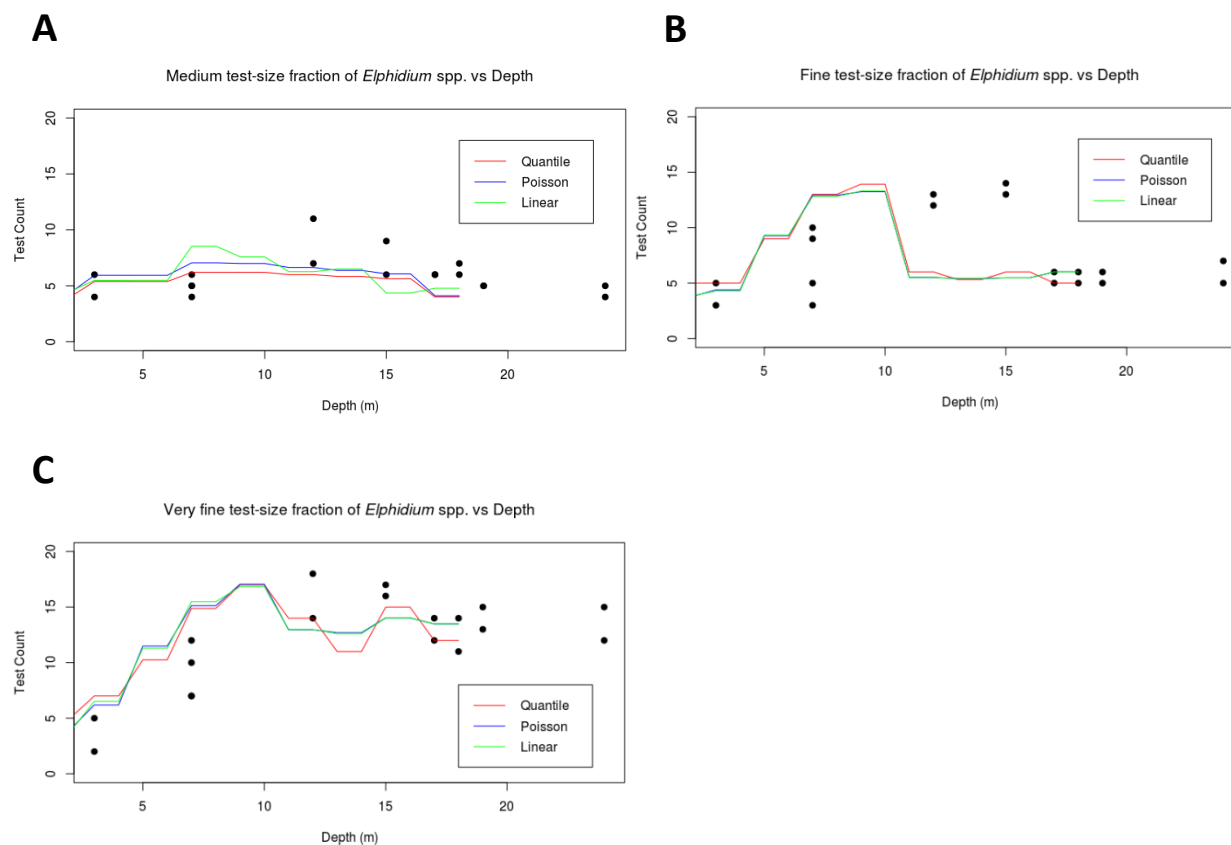 A
Medium test-size fraction of Elphidium spp. vs Depth
20
15
10
5
0
Test Count
Quantile
Poisson
Linear
5 10 15 20
Depth (m)
B
Fine test-size fraction of Elphidium spp. vs Depth
20
15
10
5
0
Test Count
Quantile
Poisson
Linear
5 10 15 20
Depth (m)
C
Very fine test-size fraction of Elphidium spp. vs Depth
20
15
10
5
0
Test Count
Quantile
Poisson
Linear
5 10 15 20
Depth (m)